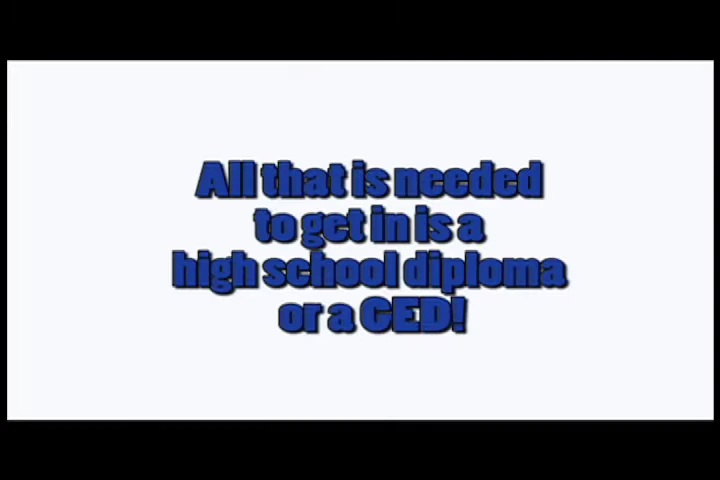 All that is needed
to get in is a
high school diploma
or a GED!